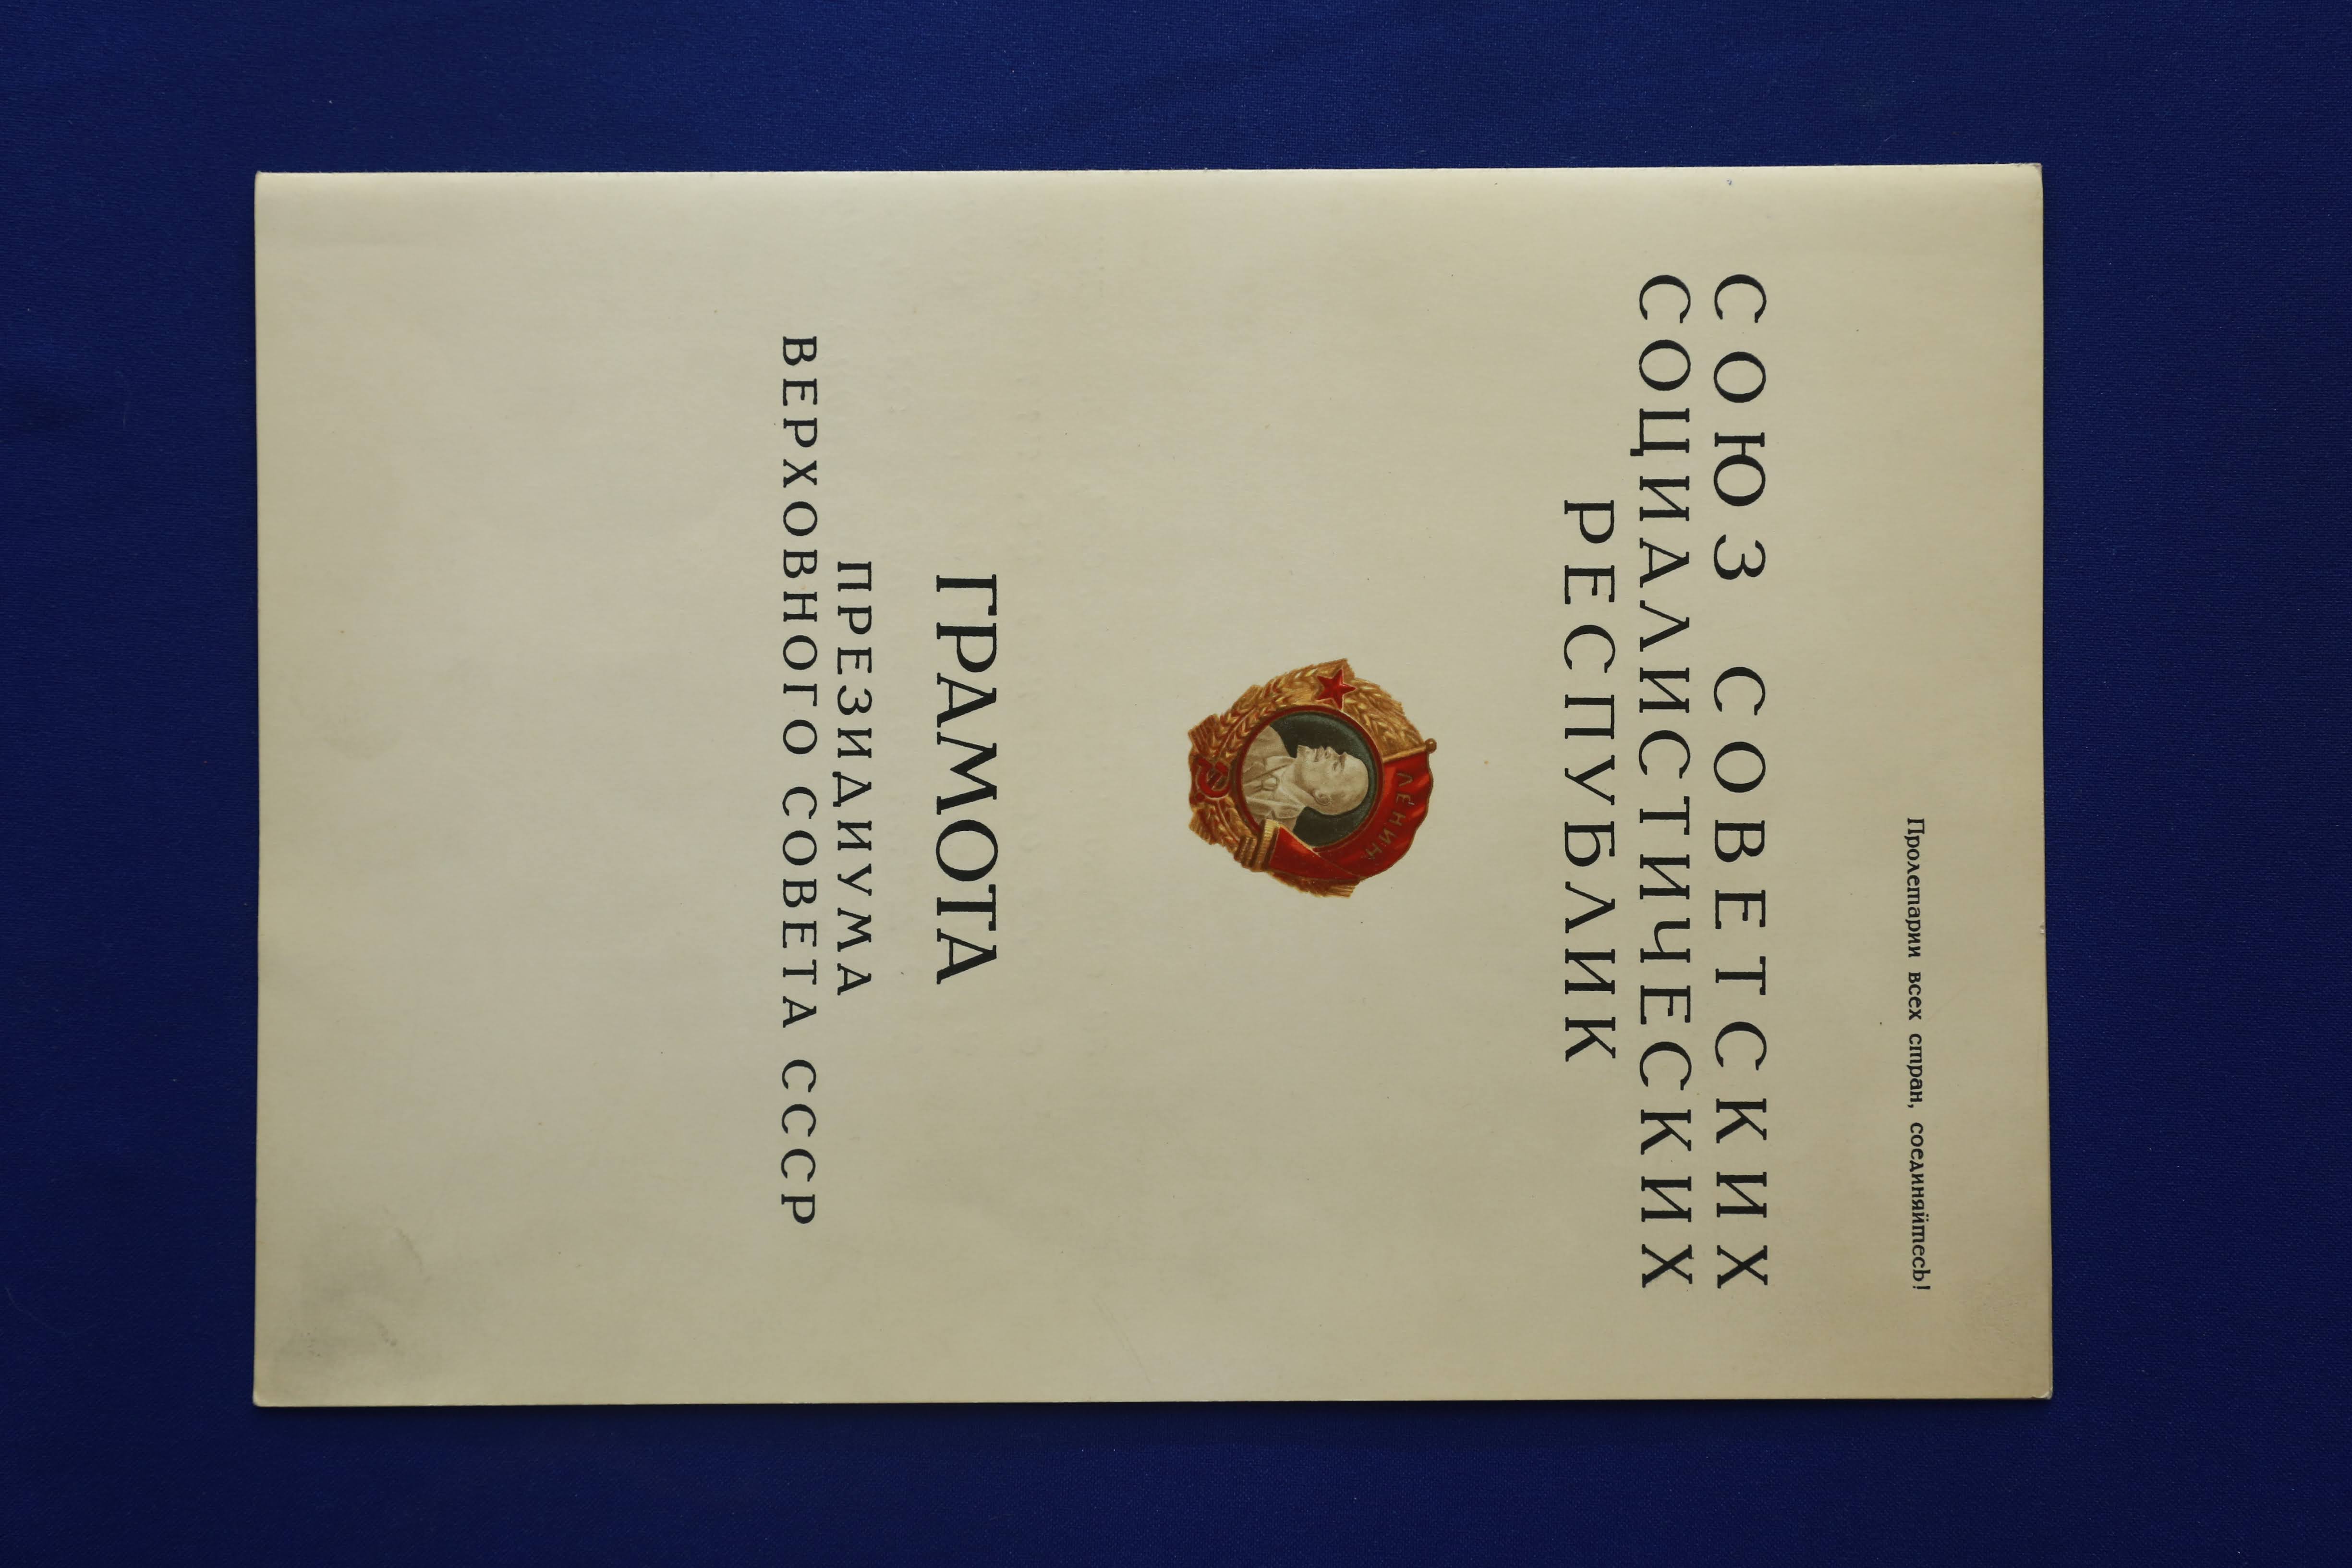 Пролетарии всех стран, соединяйтесь!
СОЮЗ СОВЕТСКИХ
СОЦИАЛИСТИЧЕСКИХ
РЕСПУБЛИК
ЛЕНИН
ГРАМОТА
ПРЕЗИДИУМА
ВЕРХОВНОГО СОВЕТА СССР